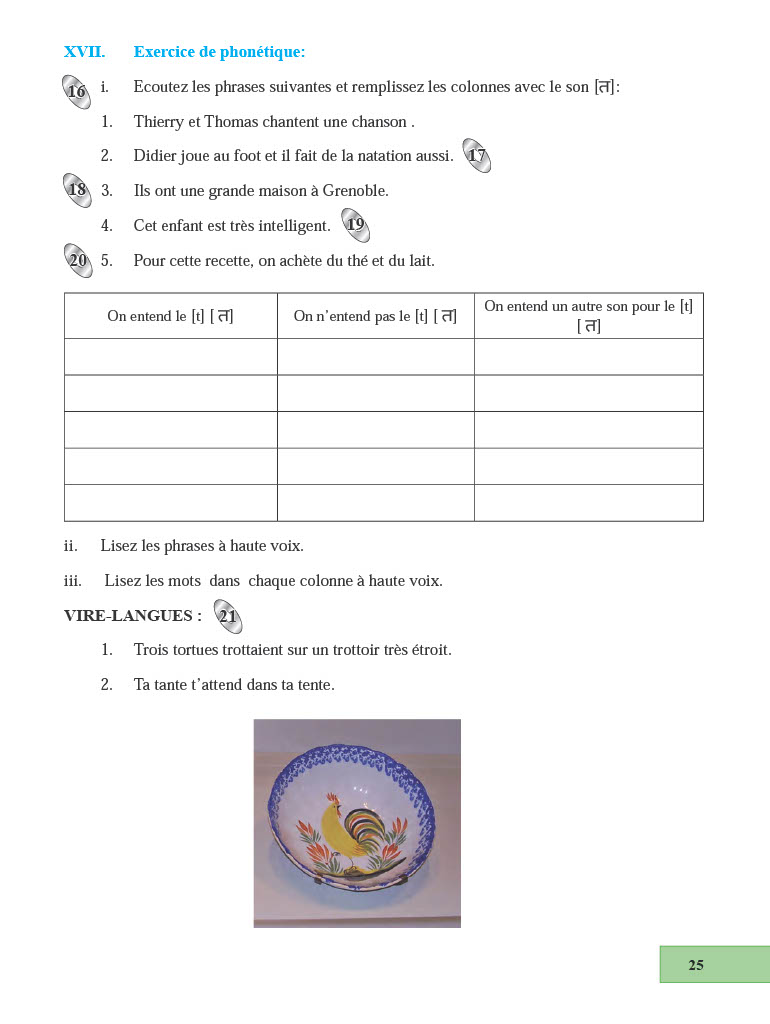 XVII. Exercice de phonétique:
16 i. Ecoutez les phrases suivantes et remplissez les colonnes avec le son [त]:
1. Thierry et Thomas chantent une chanson .
2. Didier joue au foot et il fait de la natation aussi. 17
18 3. Ils ont une grande maison à Grenoble.
4. Cet enfant est très intelligent. 19
20 5. Pour cette recette, on achète du thé et du lait.
On entend le [t] [ त]
On n’entend pas le [t] [ त]
On entend un autre son pour le [t]
[ त]
ii. Lisez les phrases à haute voix.
iii. Lisez les mots dans chaque colonne à haute voix.
VIRE-LANGUES : 21
1. Trois tortues trottaient sur un trottoir très étroit.
2. Ta tante t’attend dans ta tente.
25